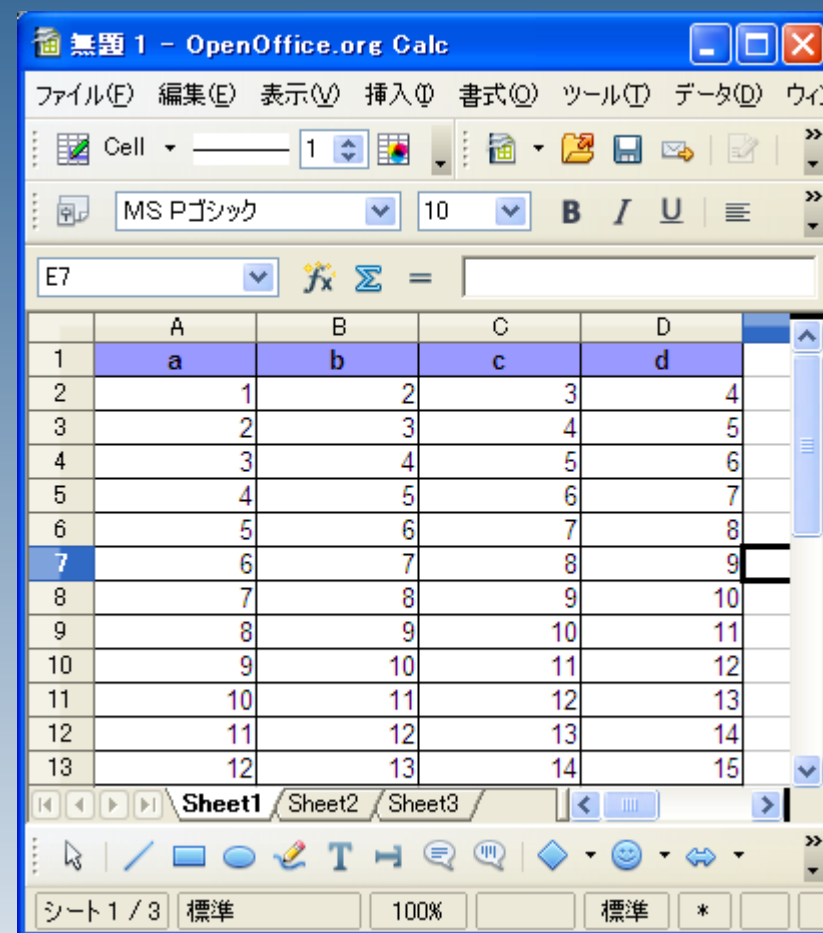 無題 1 - OpenOffice.org Calc
ファイル(F) 編集(E) 表示(V) 挿入(I) 書式(O) ツール(T) データ(D) ウィ
Cell 1
MS Pゴシック 10 B I U
E7 fx Σ =
A B C D
1 a b c d
2 1 2 3 4
3 2 3 4 5
4 3 4 5 6
5 4 5 6 7
6 5 6 7 8
7 6 7 8 9
8 7 8 9 10
9 8 9 10 11
10 9 10 11 12
11 10 11 12 13
12 11 12 13 14
13 12 13 14 15
Sheet1 Sheet2 Sheet3
T
シート 1 / 3 標準 100% 標準 *